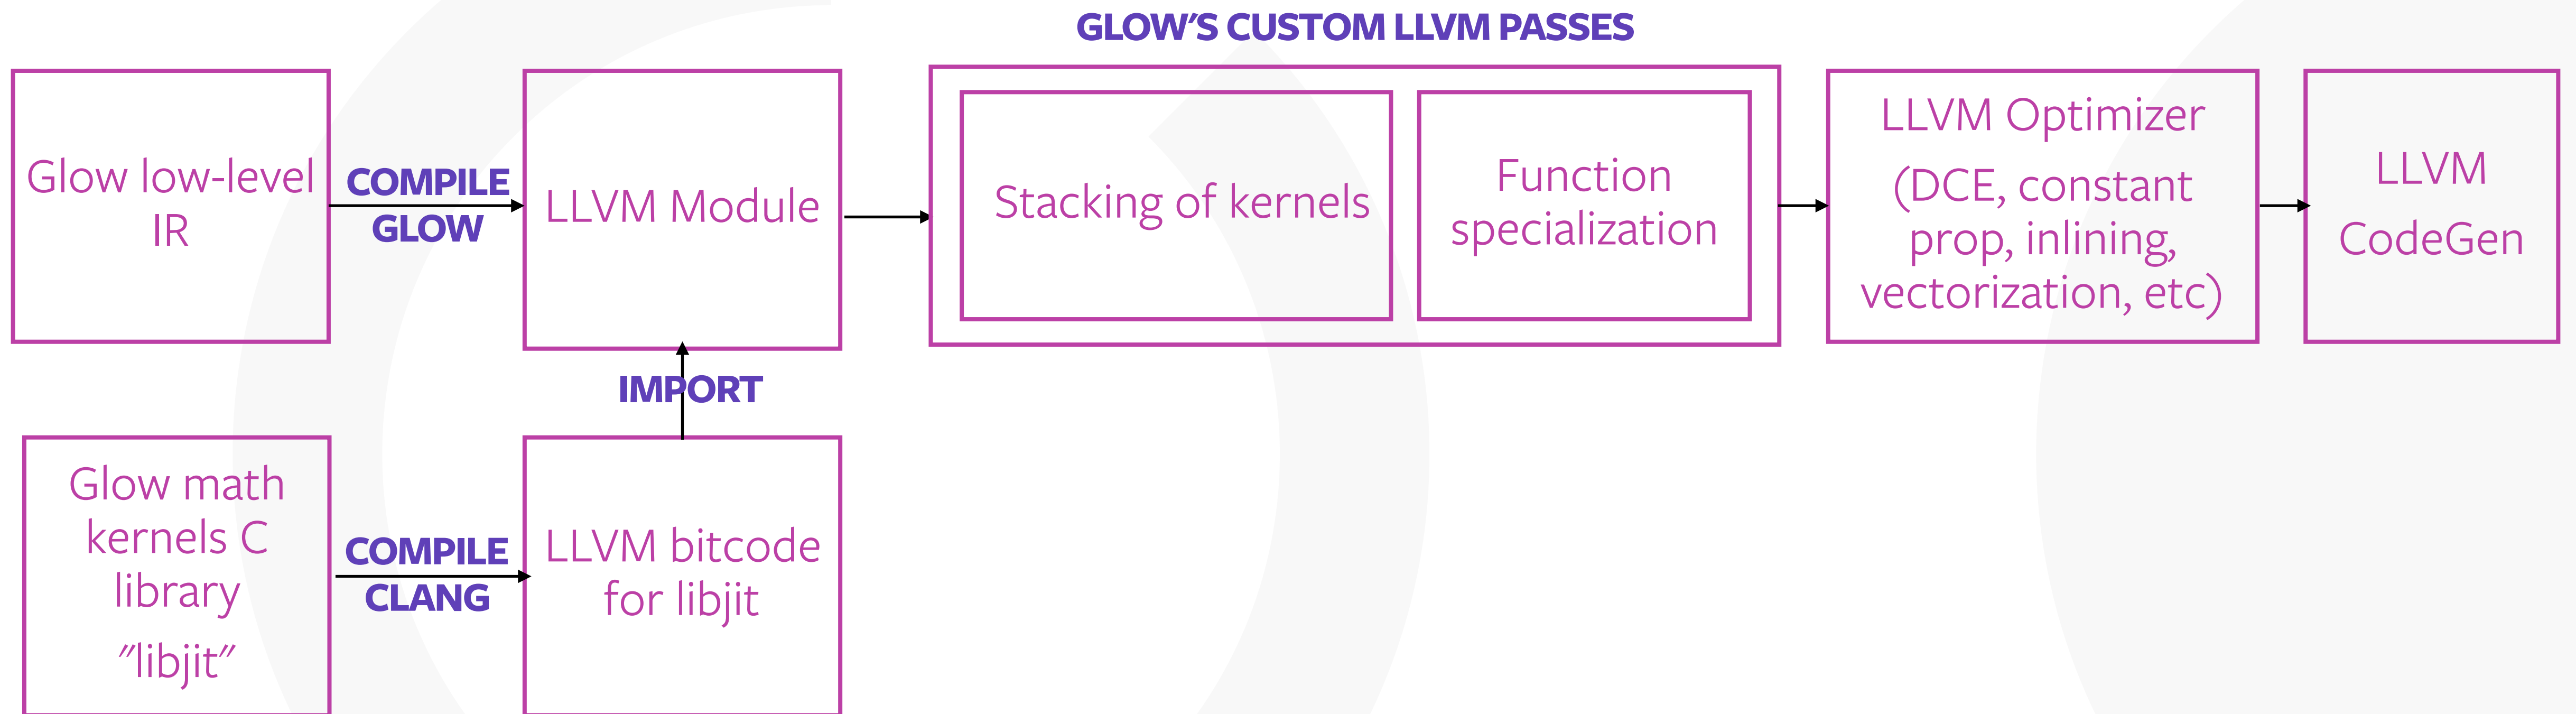 GLOW'S CUSTOM LLVM PASSES
Glow low-level
IR
COMPILE
GLOW
LLVM Module
Stacking of kernels
Function
specialization
LLVM Optimizer
(DCE, constant
prop, inlining,
vectorization, etc)
LLVM
CodeGen
IMPORT
Glow math
kernels C
library
"libjit"
COMPILE
CLANG
LLVM bitcode
for libjit